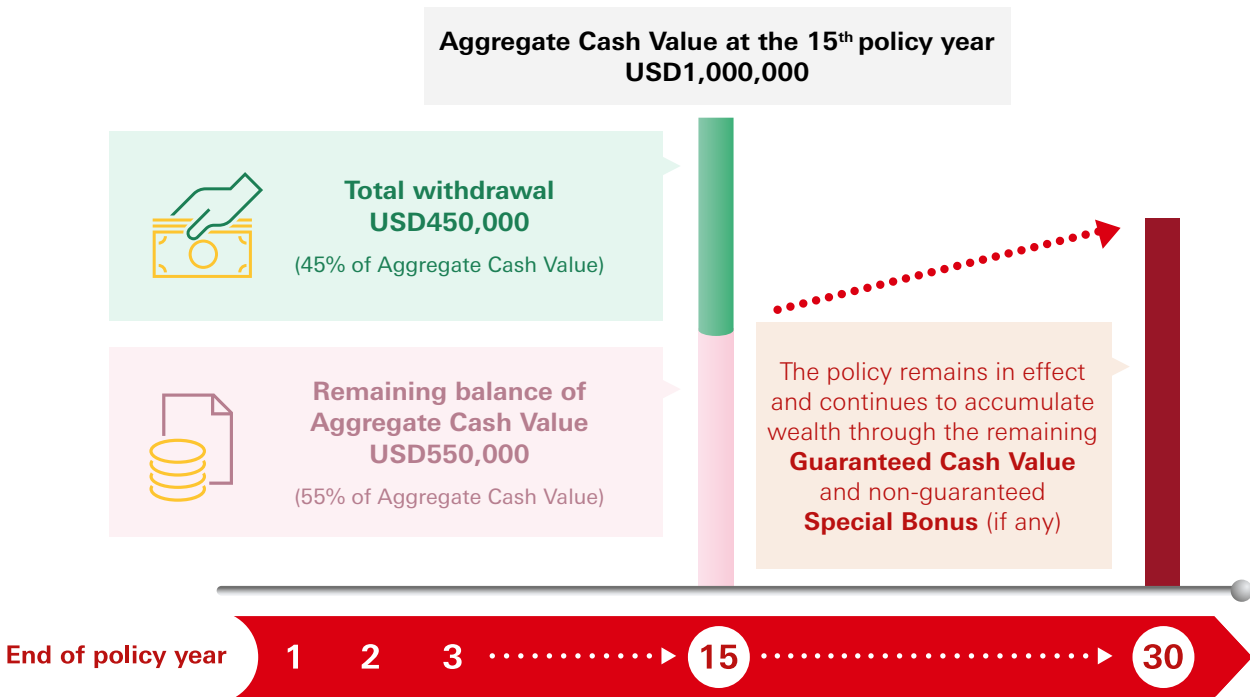 Aggregate Cash Value at the 15th policy year
USD1,000,000
Total withdrawal
USD450,000
(45% of Aggregate Cash Value)
Remaining balance of
Aggregate Cash Value
USD550,000
(55% of Aggregate Cash Value)
The policy remains in effect
and continues to accumulate
wealth through the remaining
Guaranteed Cash Value
and non-guaranteed
Special Bonus (if any)
End of policy year 1 2 3 15 30